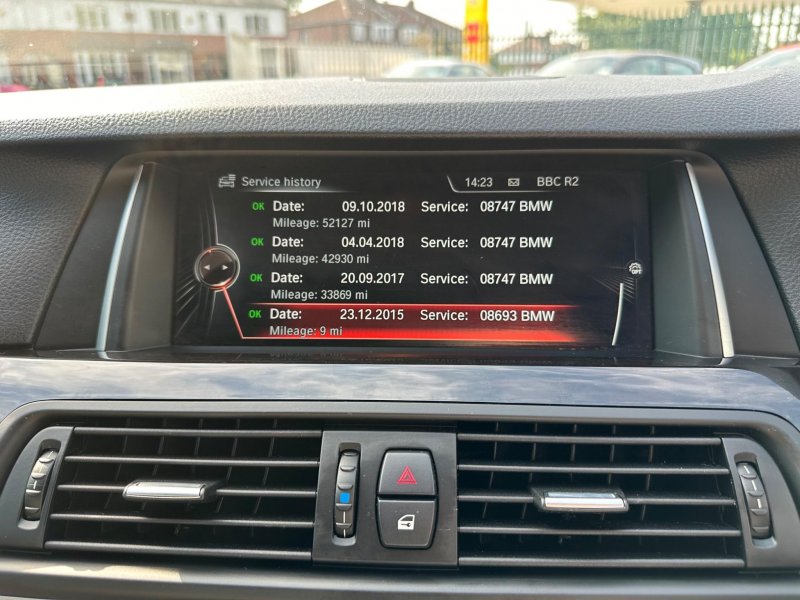 Service history 14:23 BBC R2
OK Date: 09.10.2018 Service: 08747 BMW
Mileage: 52127 mi
OK Date: 04.04.2018 Service: 08747 BMW
Mileage: 42930 mi
OK Date: 20.09.2017 Service: 08747 BMW
Mileage: 33869 mi
OK Date: 23.12.2015 Service: 08693 BMW
Mileage: 9 mi
OPT